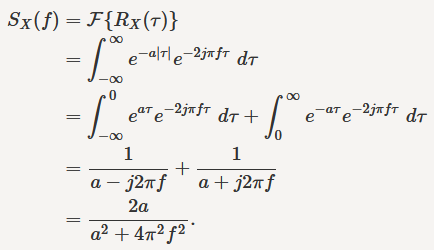 S_X(f) = \mathcal{F}\{R_X(\tau)\}
= \int_{-\infty}^{\infty} e^{-a|\tau|} e^{-2j\pi f\tau} \, d\tau
= \int_{-\infty}^{0} e^{a\tau} e^{-2j\pi f\tau} \, d\tau + \int_{0}^{\infty} e^{-a\tau} e^{-2j\pi f\tau} \, d\tau
= \frac{1}{a - j2\pi f} + \frac{1}{a + j2\pi f}
= \frac{2a}{a^2 + 4\pi^2 f^2}.